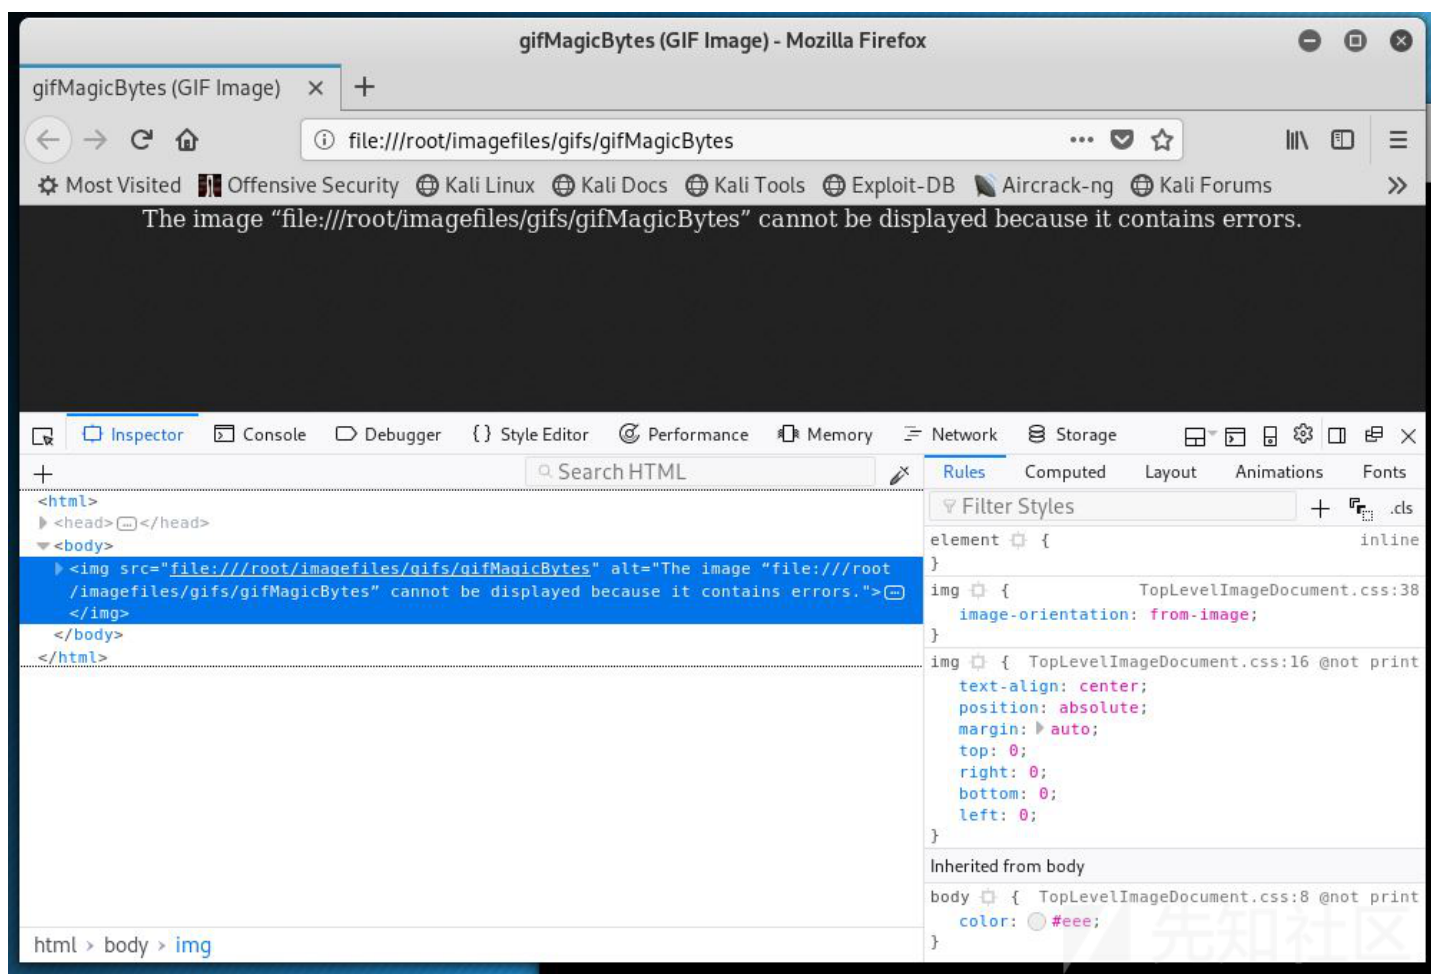 gifMagicBytes (GIF Image) - Mozilla Firefox
gifMagicBytes (GIF Image)
file:///root/imagefiles/gifs/gifMagicBytes
Most Visited Offensive Security Kali Linux Kali Docs Kali Tools Exploit-DB Aircrack-ng Kali Forums
The image “file:///root/imagefiles/gifs/gifMagicBytes” cannot be displayed because it contains errors.
Inspector Console Debugger {} Style Editor Performance Memory Network Storage
Search HTML
<html>
<head></head>
<body>
<img src="file:///root/imagefiles/gifs/gifMagicBytes" alt="The image “file:///root
/imagefiles/gifs/gifMagicBytes” cannot be displayed because it contains errors.">
</img>
</body>
</html>
html > body > img
Rules Computed Layout Animations Fonts
Filter Styles + .cls
element { inline
}
img { TopLevelImageDocument.css:38
image-orientation: from-image;
}
img { TopLevelImageDocument.css:16 @not print
text-align: center;
position: absolute;
margin: auto;
top: 0;
right: 0;
bottom: 0;
left: 0;
}
Inherited from body
body { TopLevelImageDocument.css:8 @not print
color: #eee;
}
先知社区